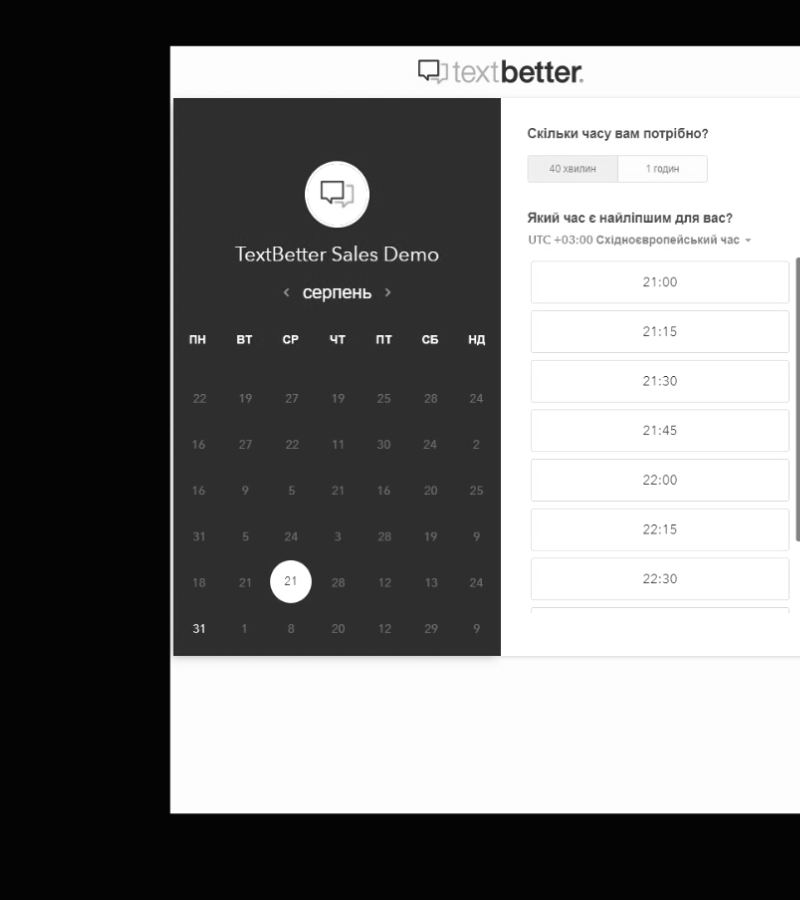 textbetter.
TextBetter Sales Demo
серпень
ПН ВТ СР ЧТ ПТ СБ НД
22 19 27 19 25 28 24
16 27 22 11 30 24 2
16 9 5 21 16 20 25
31 5 24 3 28 19 9
18 21 21 28 12 13 24
31 1 8 20 12 29 9
Скільки часу вам потрібно?
40 хвилин 1 годин
Який час є найліпшим для вас?
UTC +03:00 Східноєвропейський час
21:00
21:15
21:30
21:45
22:00
22:15
22:30